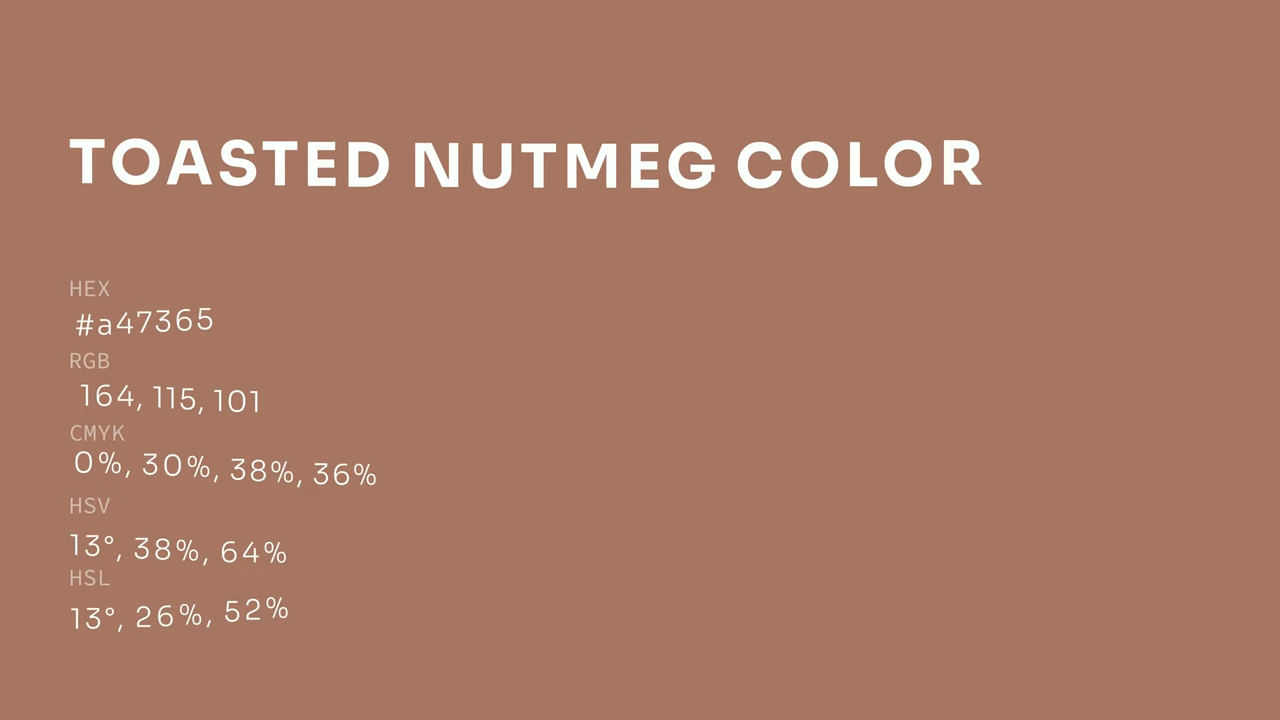 TOASTED NUTMEG COLOR
HEX
#a47365
RGB
164, 115, 101
CMYK
0%, 30%, 38%, 36%
HSV
13°, 38%, 64%
HSL
13°, 26%, 52%